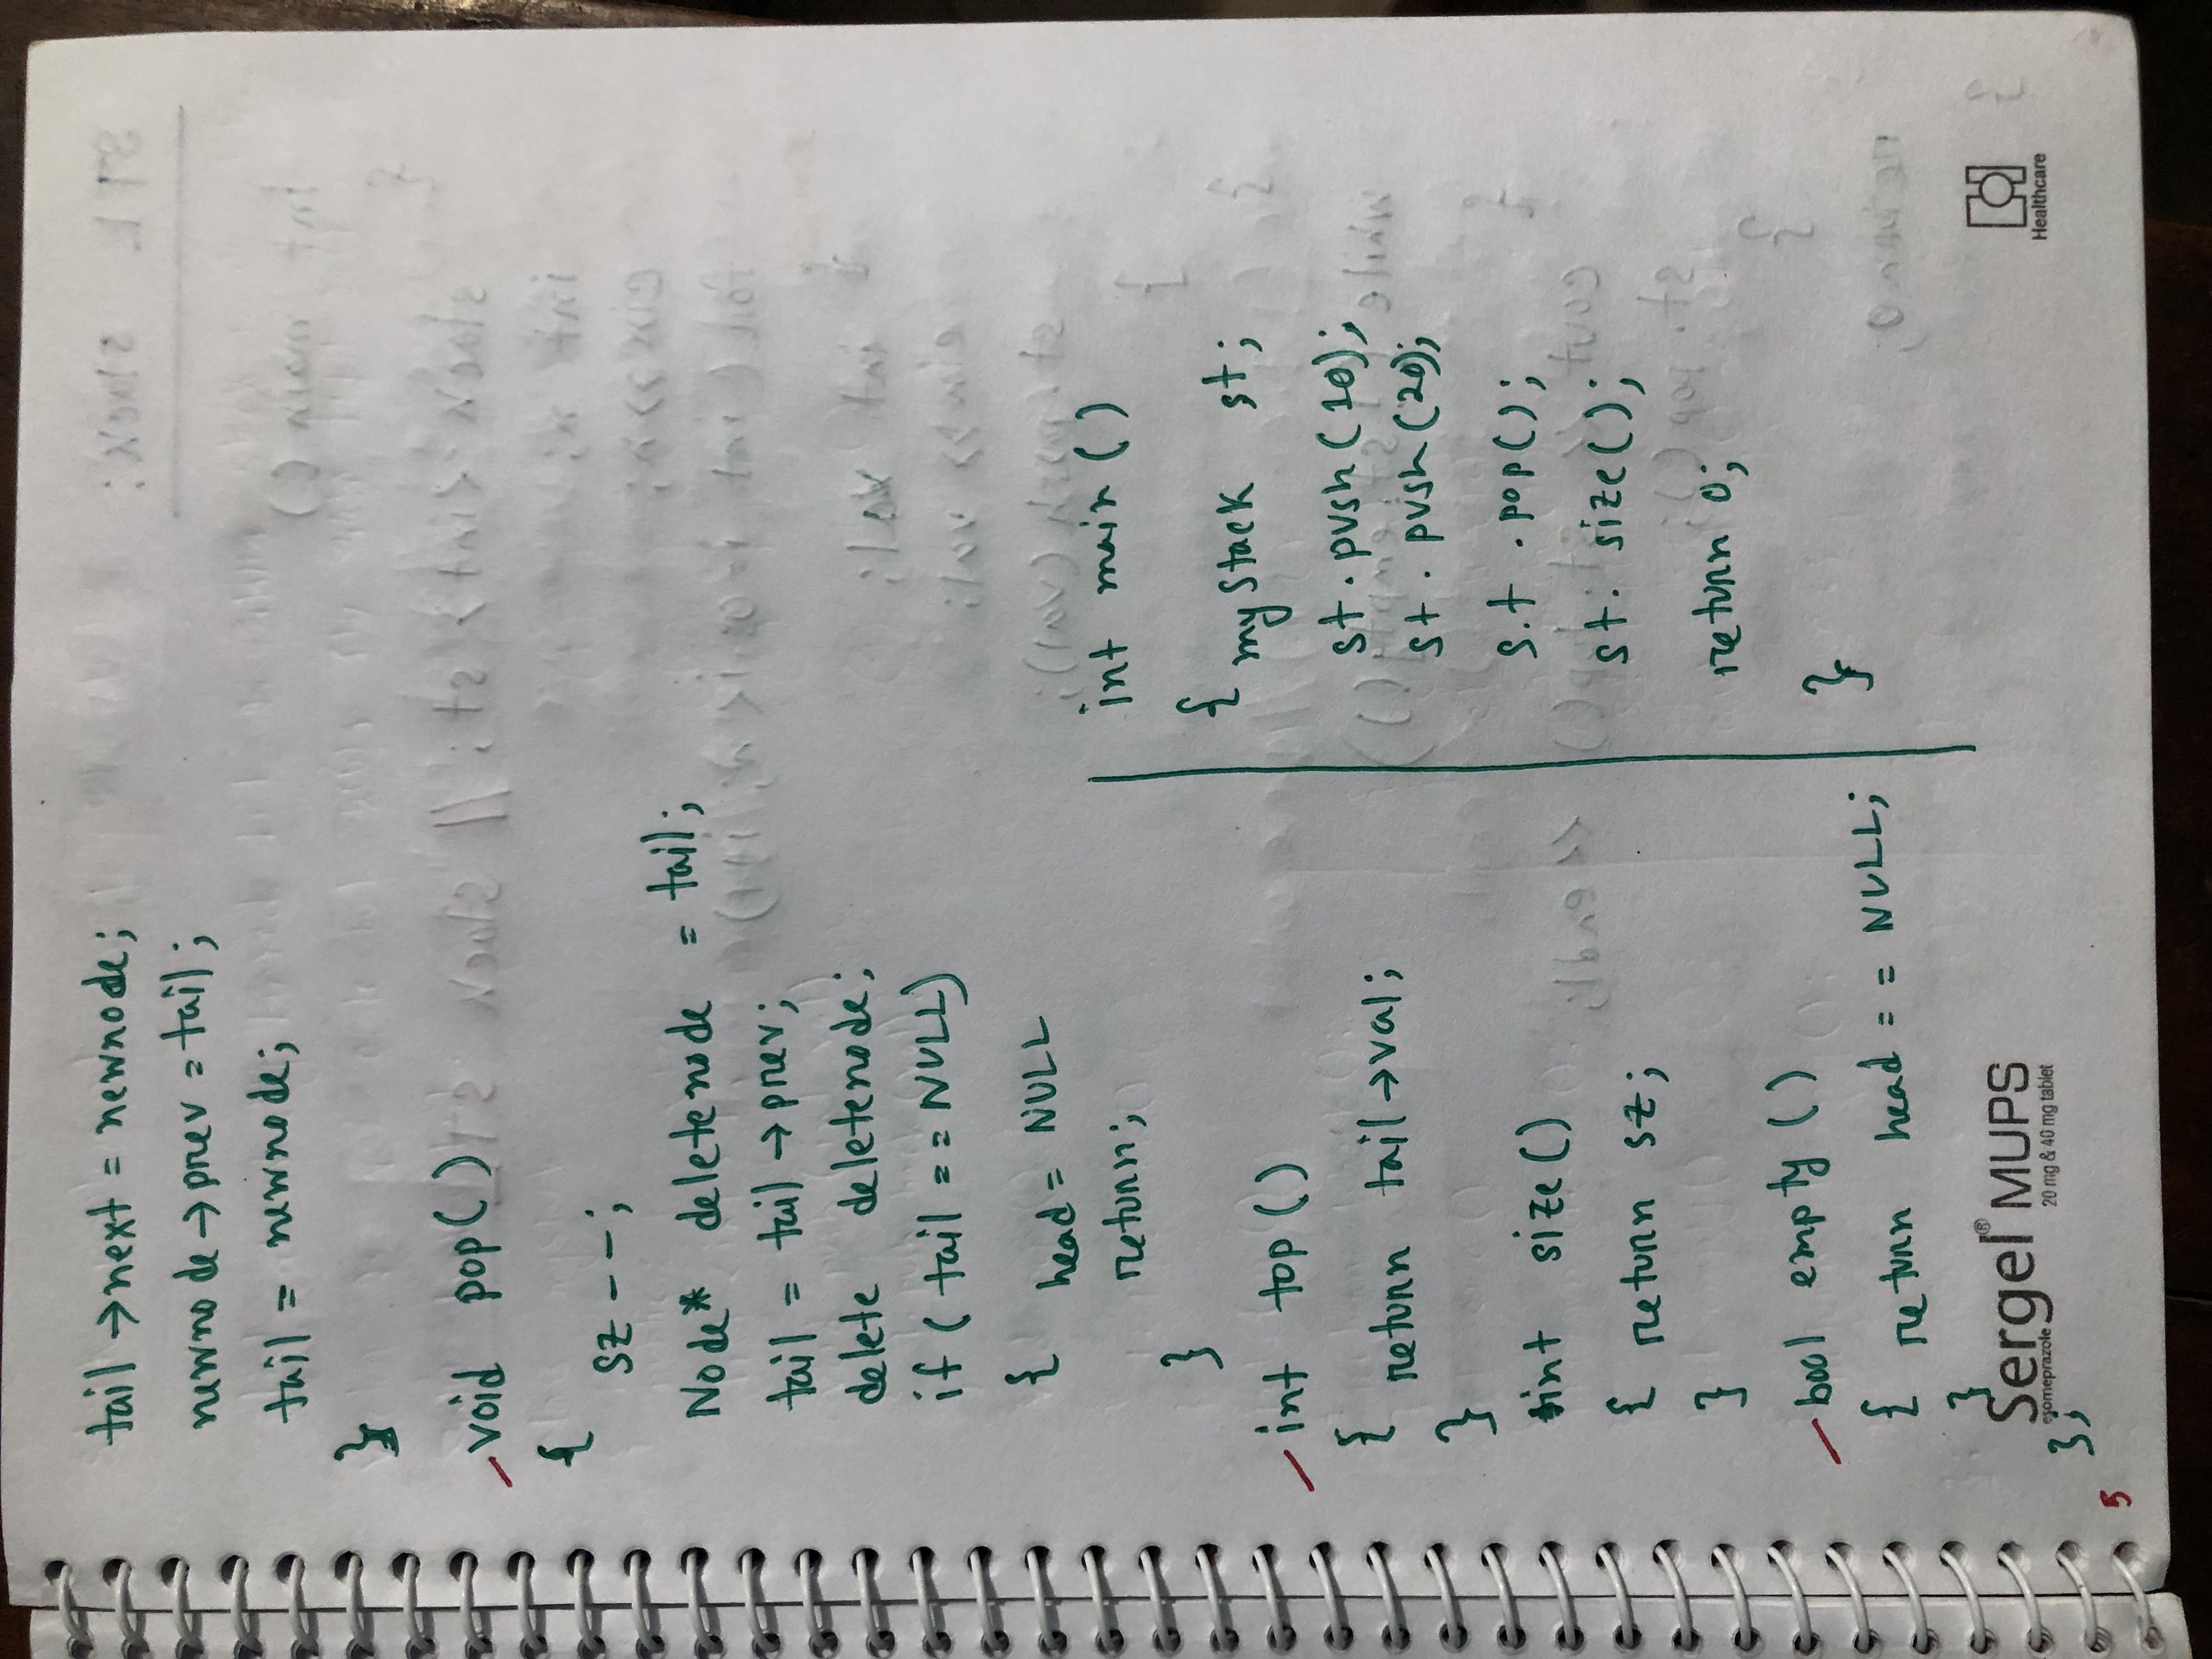 tail →next = newnode;
newnode →prev = tail;
tail = newnode;
}
void pop()
{
sz - -;
Node* deletenode = tail;
tail = tail →prev;
delete deletenode;
if ( tail = = NULL)
{ head = NULL
return;
}
int top ()
{ return tail →val;
}
int size ()
{ return sz;
}
bool empty ()
{ return head = = NULL;
}
};
int main ()
{ myStack st;
st . push (10);
st . push (20);
s.t . pop();
st. size();
return 0;
}
Sergel® MUPS
esomeprazole 20 mg & 40 mg tablet
Healthcare
5